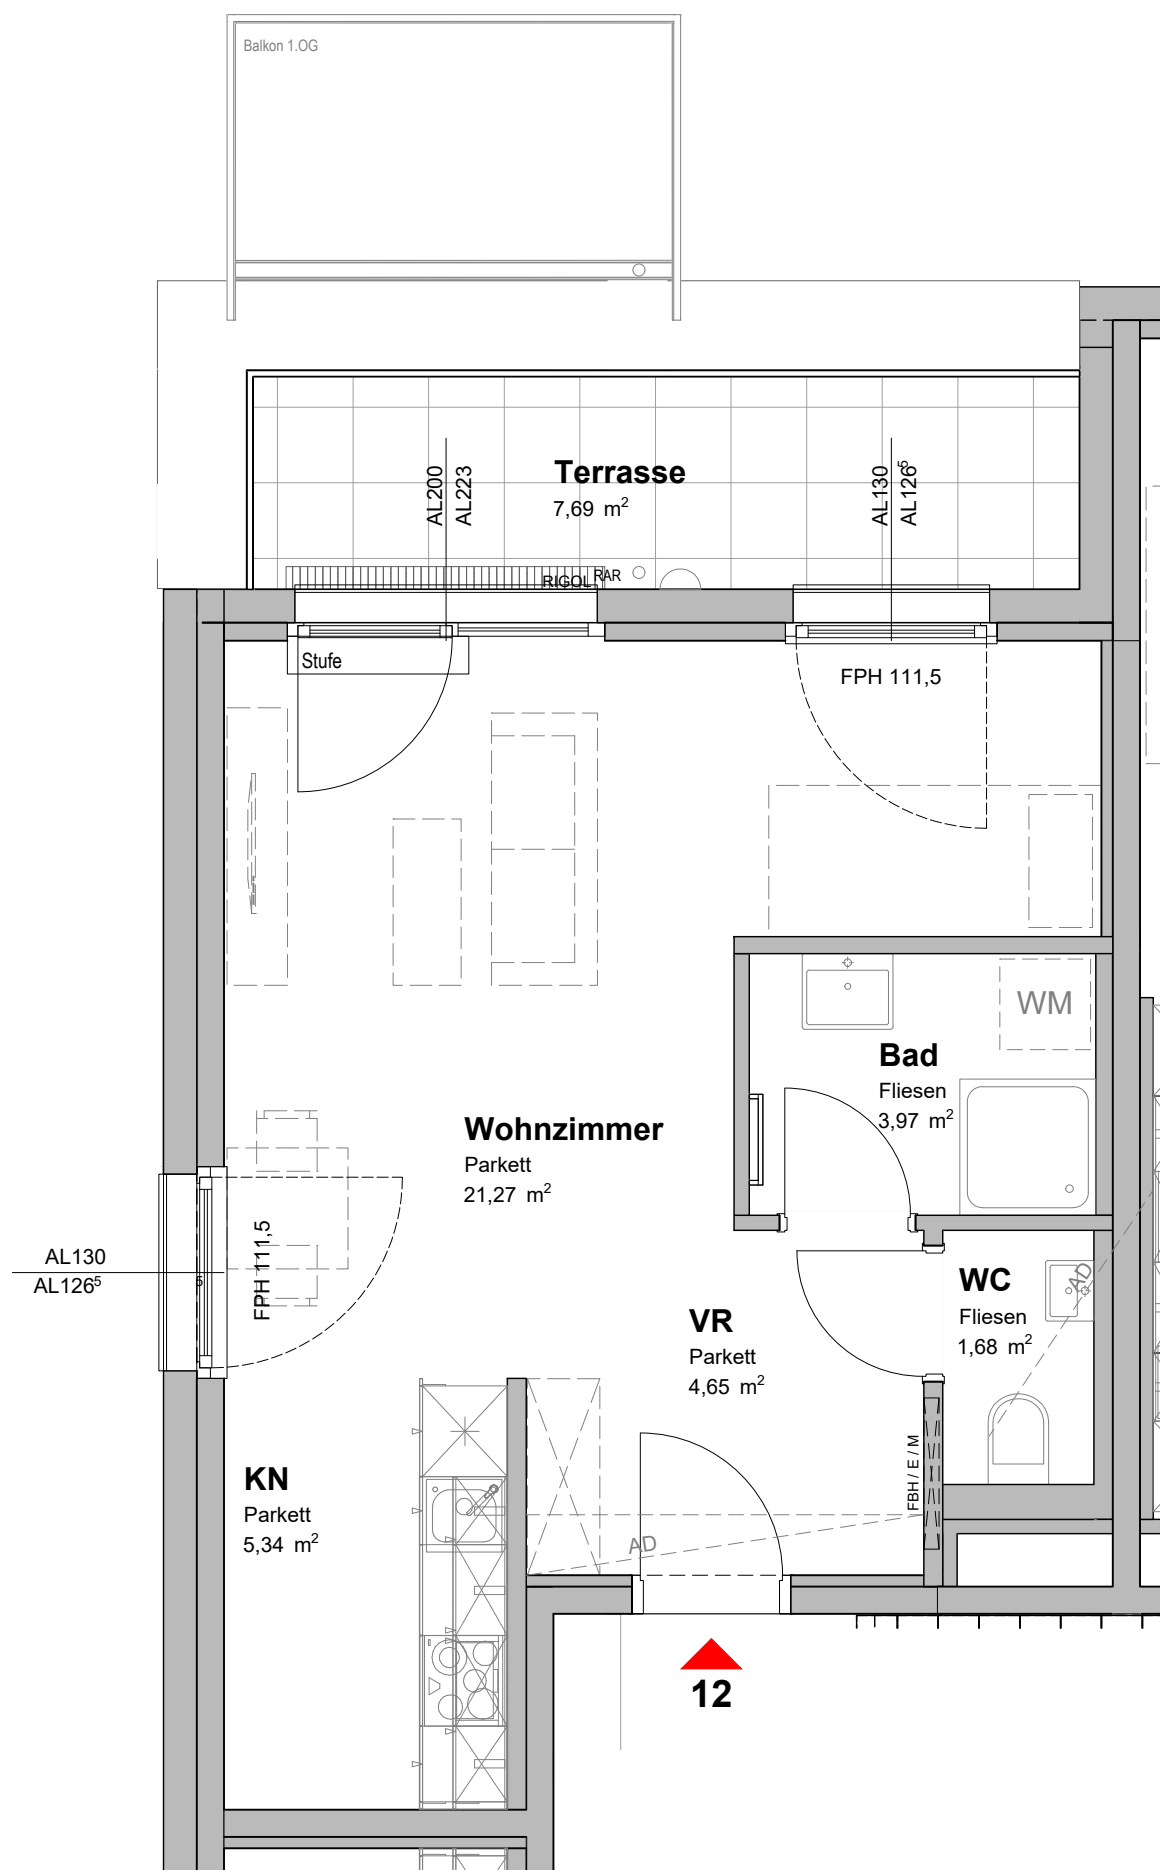 Balkon 1.OG
AL200
AL223
Terrasse
7,69 m²
AL130
AL126⁵
RIGOL
RAR
Stufe
FPH 111,5
WM
Bad
Fliesen
3,97 m²
Wohnzimmer
Parkett
21,27 m²
AL130
AL126⁵
5
FPH 111,5
WC
Fliesen
1,68 m²
AD
VR
Parkett
4,65 m²
KN
Parkett
5,34 m²
FBH / E / M
AD
12